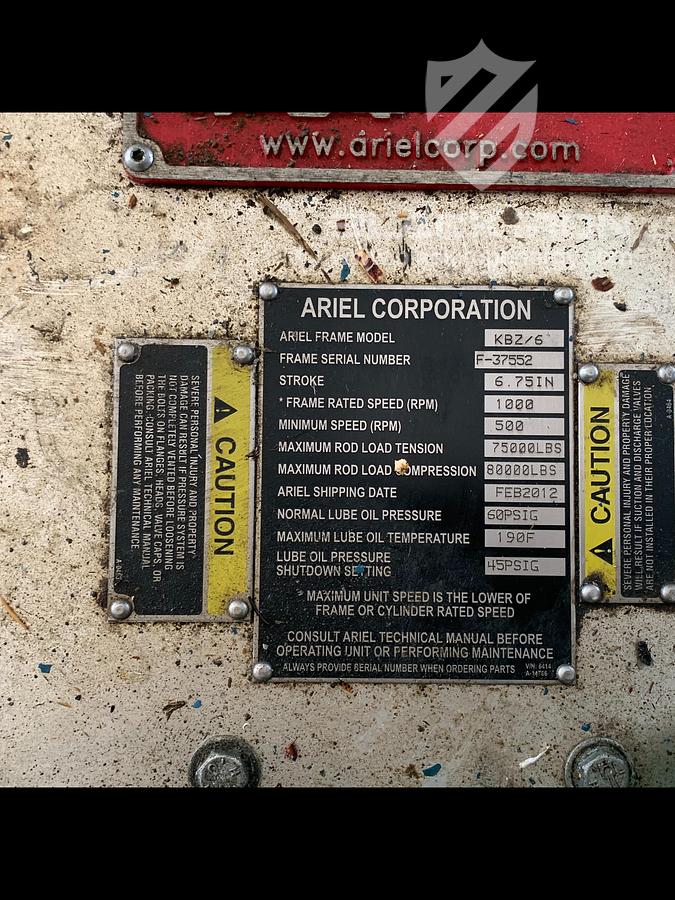 www.arielcorp.com
ARIEL CORPORATION
ARIEL FRAME MODEL KBZ/6
FRAME SERIAL NUMBER F-37552
STROKE 6.75IN
* FRAME RATED SPEED (RPM) 1000
MINIMUM SPEED (RPM) 500
MAXIMUM ROD LOAD TENSION 75000LBS
MAXIMUM ROD LOAD COMPRESSION 80000LBS
ARIEL SHIPPING DATE FEB2012
NORMAL LUBE OIL PRESSURE 60PSIG
MAXIMUM LUBE OIL TEMPERATURE 190F
LUBE OIL PRESSURE
SHUTDOWN SETTING 45PSIG
* MAXIMUM UNIT SPEED IS THE LOWER OF
FRAME OR CYLINDER RATED SPEED
CONSULT ARIEL TECHNICAL MANUAL BEFORE
OPERATING UNIT OR PERFORMING MAINTENANCE
ALWAYS PROVIDE SERIAL NUMBER WHEN ORDERING PARTS
CAUTION
SEVERE PERSONAL INJURY AND PROPERTY
DAMAGE CAN RESULT IF PRESSURE SYSTEM IS
NOT COMPLETELY VENTED BEFORE LOOSENING
THE BOLTS ON FLANGES, HEADS, VALVE CAPS, OR
PACKING. CONSULT ARIEL TECHNICAL MANUAL
BEFORE PERFORMING ANY MAINTENANCE
CAUTION
SEVERE PERSONAL INJURY AND PROPERTY DAMAGE
WILL RESULT IF SUCTION AND DISCHARGE VALVES
ARE NOT INSTALLED IN THEIR PROPER LOCATION